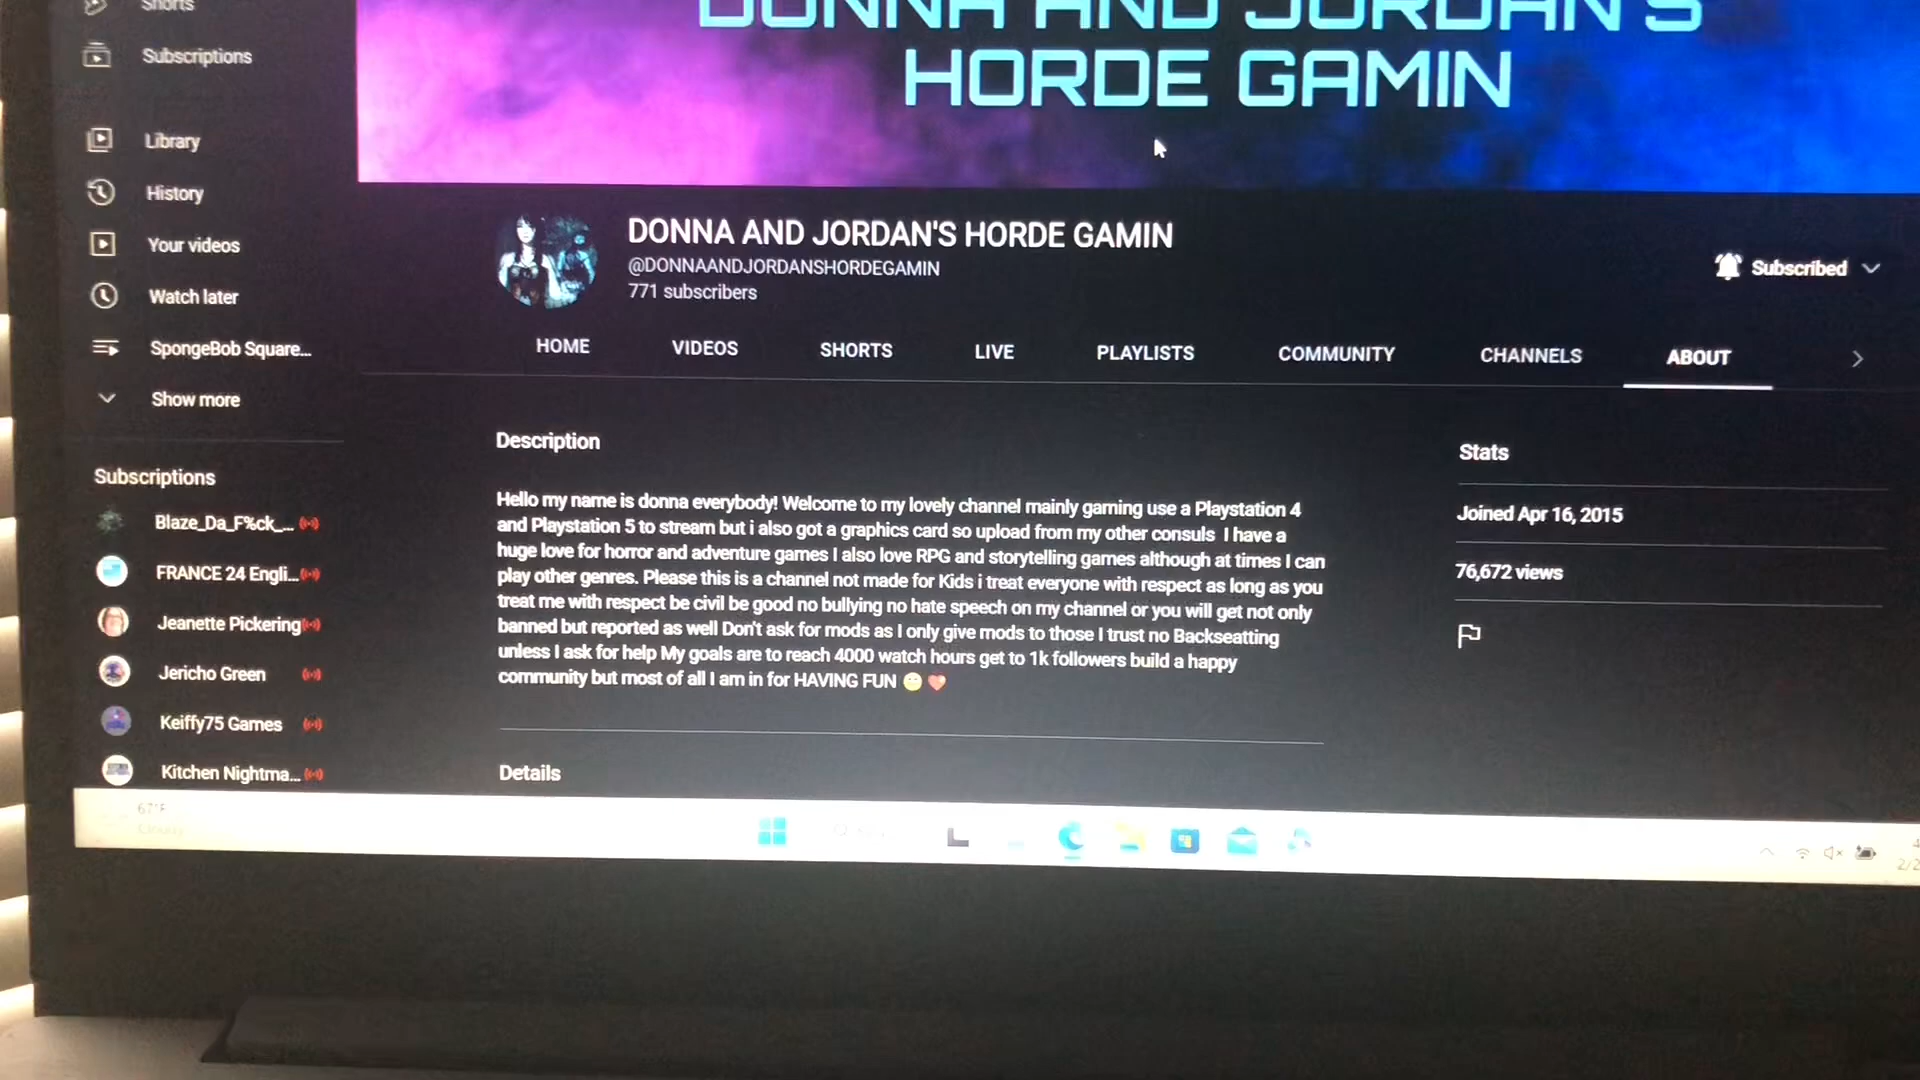 Shorts
Subscriptions
Library
History
Your videos
Watch later
SpongeBob Square...
Show more
Subscriptions
Blaze_Da_F%ck_...
FRANCE 24 Engli...
Jeanette Pickering
Jericho Green
Keiffy75 Games
Kitchen Nightma...
DONNA AND JORDAN'S
HORDE GAMIN
DONNA AND JORDAN'S HORDE GAMIN
@DONNAANDJORDANSHORDEGAMIN
771 subscribers
Subscribed
HOME VIDEOS SHORTS LIVE PLAYLISTS COMMUNITY CHANNELS ABOUT
Description
Hello my name is donna everybody! Welcome to my lovely channel mainly gaming use a Playstation 4
and Playstation 5 to stream but i also got a graphics card so upload from my other consuls I have a
huge love for horror and adventure games I also love RPG and storytelling games although at times I can
play other genres. Please this is a channel not made for Kids i treat everyone with respect as long as you
treat me with respect be civil be good no bullying no hate speech on my channel or you will get not only
banned but reported as well Don't ask for mods as I only give mods to those I trust no Backseatting
unless I ask for help My goals are to reach 4000 watch hours get to 1k followers build a happy
community but most of all I am in for HAVING FUN 🙂❤️
Details
Stats
Joined Apr 16, 2015
76,672 views
67°F
Cloudy